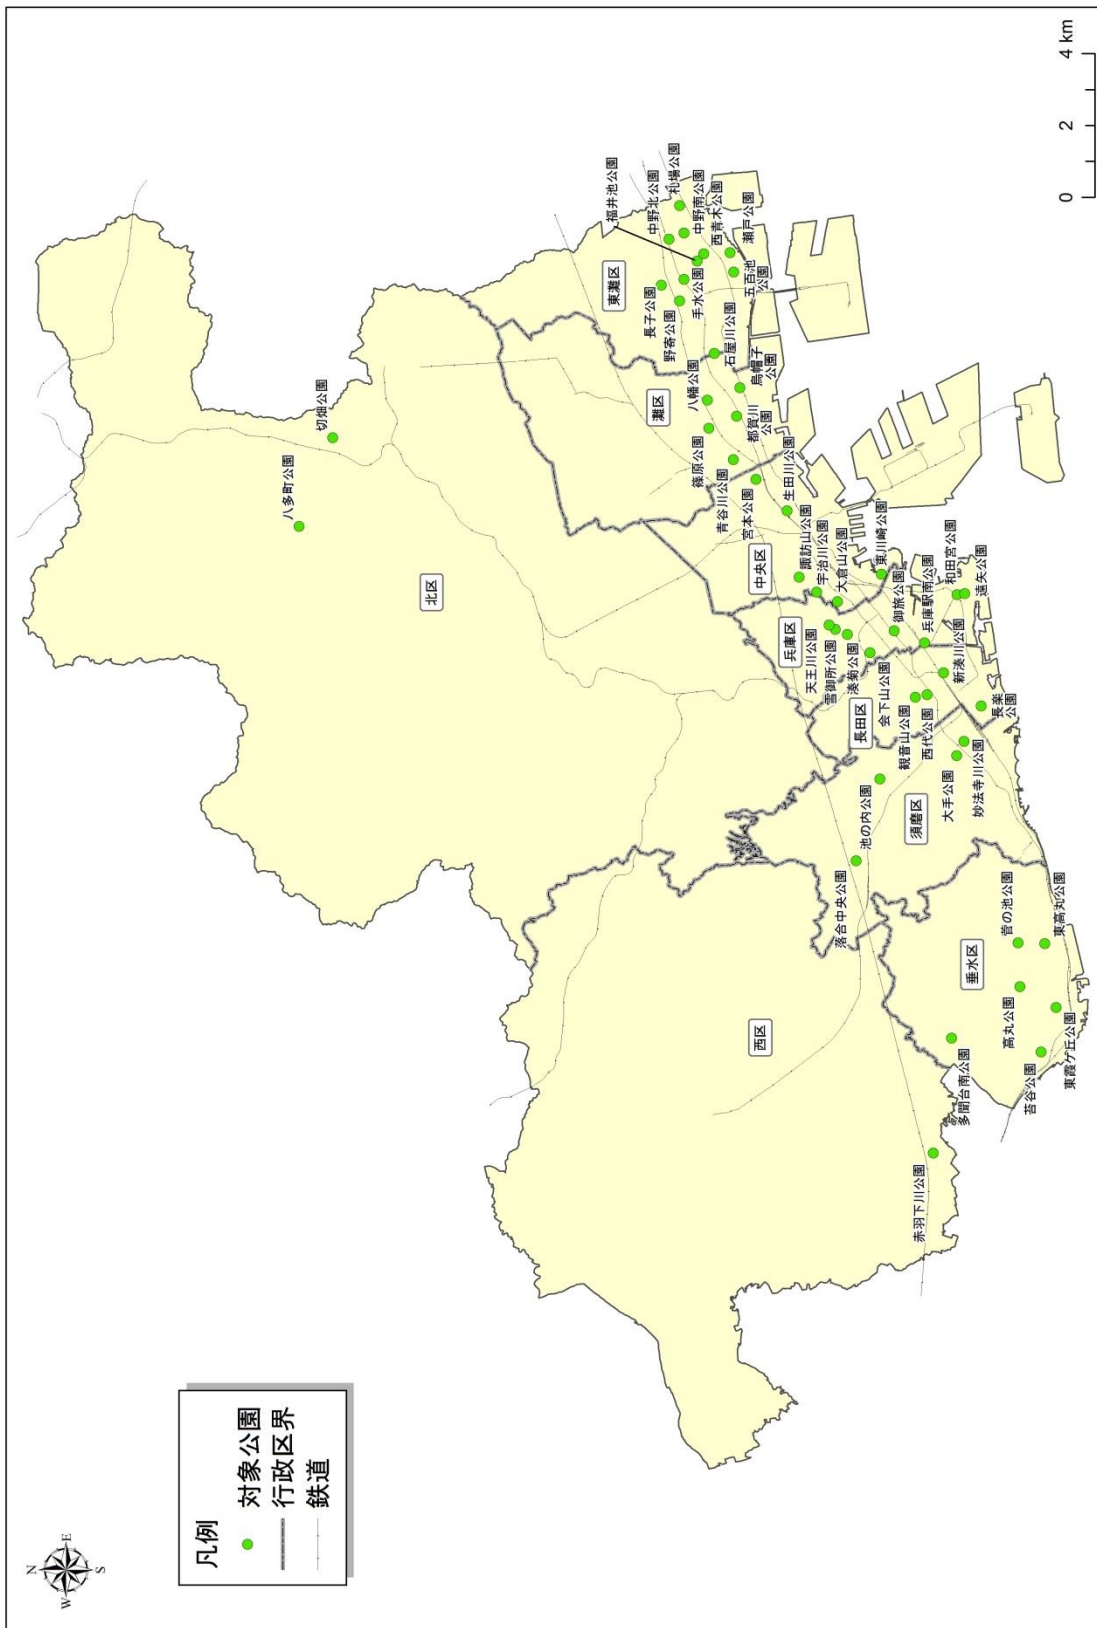 N
W
E
S
凡例
対象公園
行政区界
鉄道
北区
八多町公園
切畑公園
西区
赤羽下川公園
東灘区
福井池公園
中野北公園
札場公園
中野南公園
西青木公園
瀬戸公園
五百池
公園
手水公園
長子公園
野寄公園
石屋川公園
灘区
八幡公園
烏帽子
公園
都賀川
公園
篠原公園
青谷川公園
中央区
宮本公園
生田川公園
諏訪山公園
宇治川公園
大倉山公園
東川崎公園
兵庫区
天王川公園
雪御所公園
湊菊公園
会下山公園
御旅公園
兵庫駅南公園
和田宮公園
遠矢公園
長田区
観音山公園
西代公園
新湊川公園
長楽
公園
須磨区
池の内公園
落合中央公園
大手公園
妙法寺川公園
垂水区
菅の池公園
東高丸公園
高丸公園
東霞ケ丘公園
苔谷公園
多聞台南公園
0
2
4 km